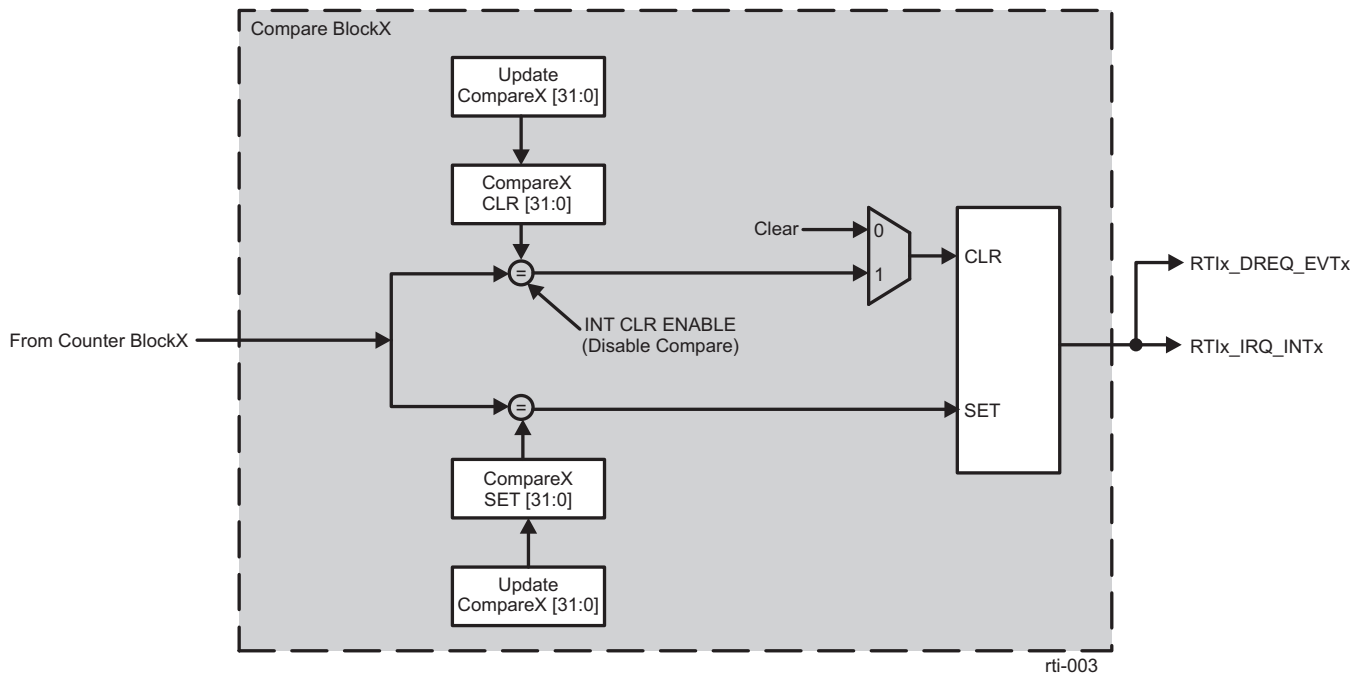 Compare BlockX
Update
CompareX [31:0]
CompareX
CLR [31:0]
Clear
0
1
CLR
=
INT CLR ENABLE
(Disable Compare)
From Counter BlockX
RTIx_DREQ_EVTx
RTIx_IRQ_INTx
=
SET
CompareX
SET [31:0]
Update
CompareX [31:0]
rti-003